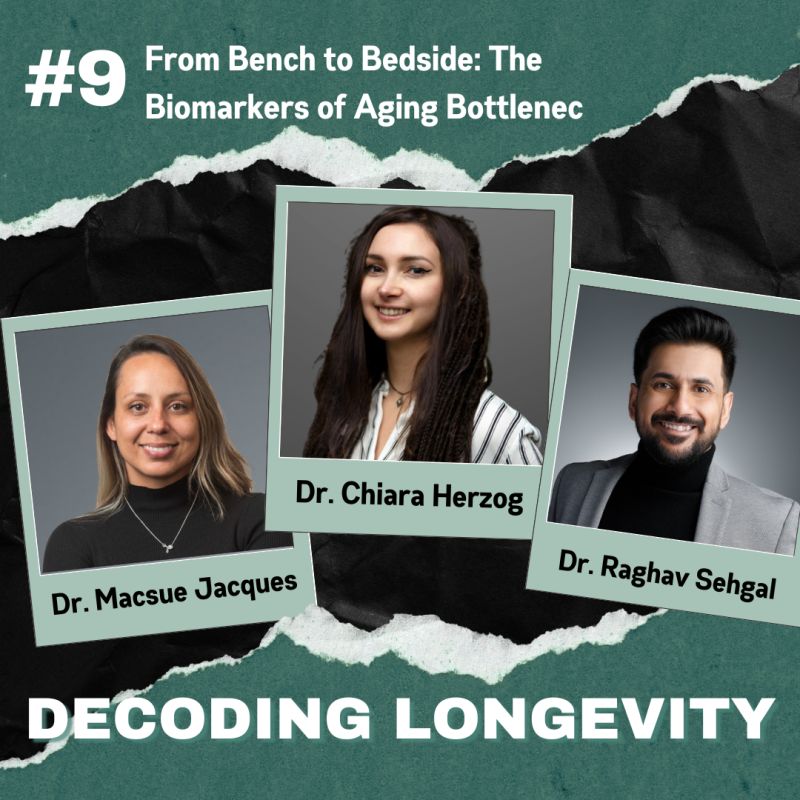 #9
From Bench to Bedside: The
Biomarkers of Aging Bottlenec
Dr. Chiara Herzog
Dr. Macsue Jacques
Dr. Raghav Sehgal
DECODING LONGEVITY